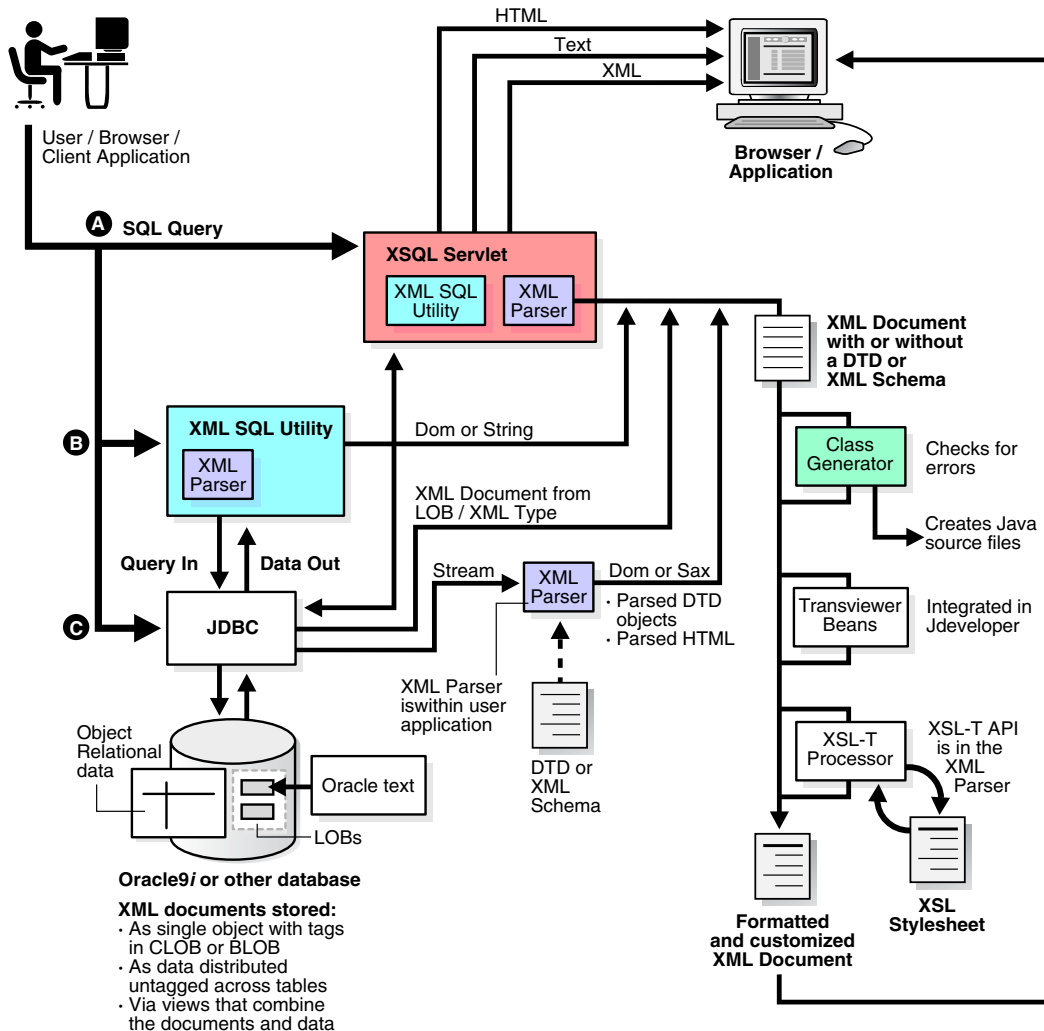 HTML
Text
XML
User / Browser /
Client Application
Browser /
Application
A SQL Query
XSQL Servlet
XML SQL
Utility
XML
Parser
XML Document
with or without
a DTD or
XML Schema
B
XML SQL Utility
XML
Parser
Dom or String
Class
Generator
Checks for
errors
XML Document from
LOB / XML Type
Creates Java
source files
Query In
Data Out
Stream
XML
Parser
Dom or Sax
· Parsed DTD
objects
· Parsed HTML
C
JDBC
Transviewer
Beans
Integrated in
Jdeveloper
XML Parser
iswithin user
application
Object
Relational
data
Oracle text
LOBs
DTD or
XML
Schema
XSL-T
Processor
XSL-T API
is in the
XML
Parser
Oracle9i or other database
XML documents stored:
· As single object with tags
in CLOB or BLOB
· As data distributed
untagged across tables
· Via views that combine
the documents and data
Formatted
and customized
XML Document
XSL
Stylesheet